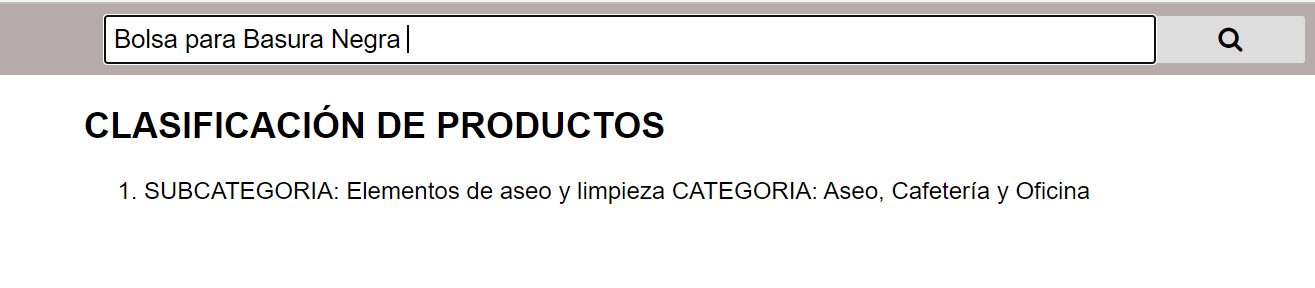 Bolsa para Basura Negra
CLASIFICACIÓN DE PRODUCTOS
1. SUBCATEGORIA: Elementos de aseo y limpieza CATEGORIA: Aseo, Cafetería y Oficina